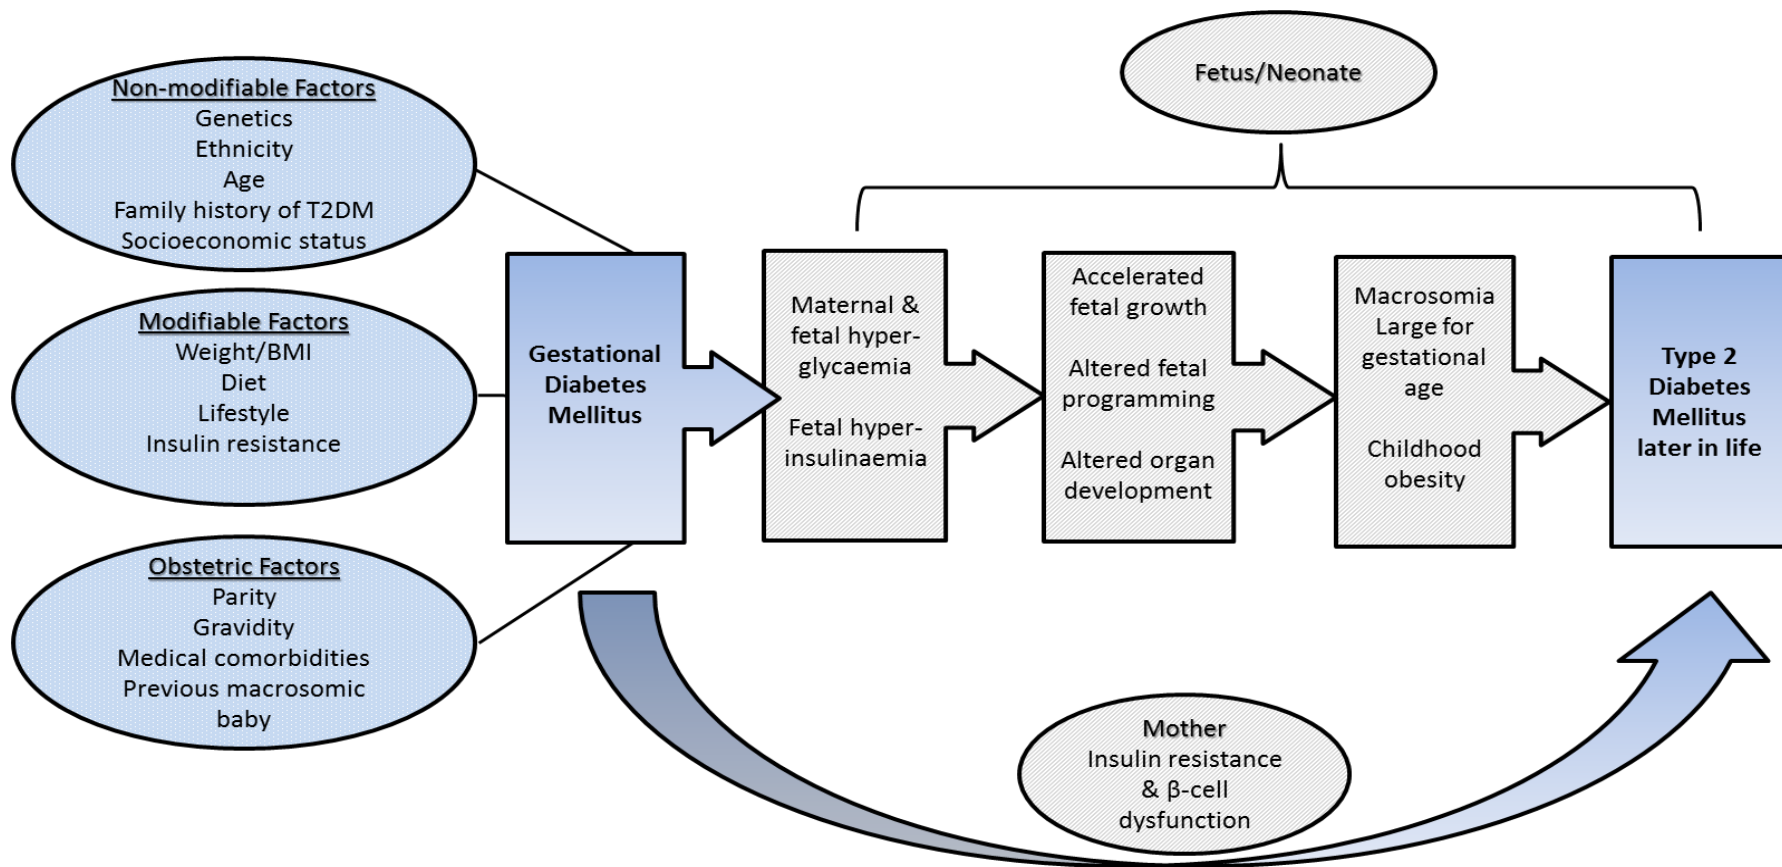 Non-modifiable Factors
Genetics
Ethnicity
Age
Family history of T2DM
Socioeconomic status
Modifiable Factors
Weight/BMI
Diet
Lifestyle
Insulin resistance
Obstetric Factors
Parity
Gravidity
Medical comorbidities
Previous macrosomic
baby
Gestational
Diabetes
Mellitus
Fetus/Neonate
Maternal &
fetal hyper-
glycaemia
Fetal hyper-
insulinaemia
Accelerated
fetal growth
Altered fetal
programming
Altered organ
development
Macrosomia
Large for
gestational
age
Childhood
obesity
Type 2
Diabetes
Mellitus
later in life
Mother
Insulin resistance
& β-cell
dysfunction